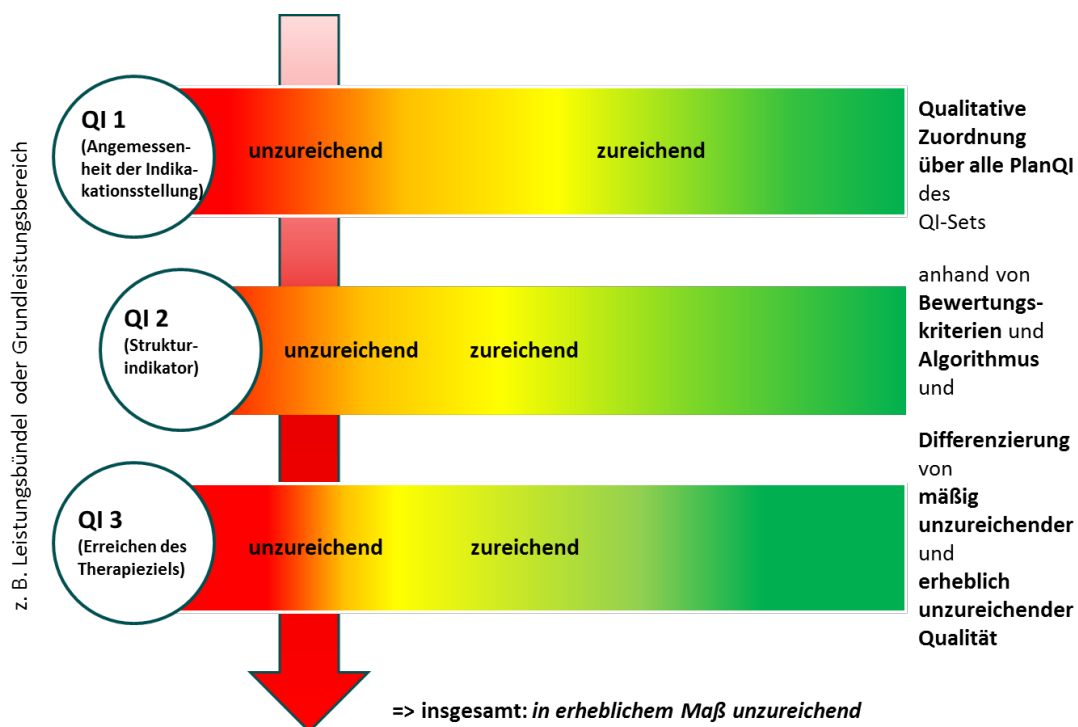 z. B. Leistungsbündel oder Grundleistungsbereich
QI 1
(Angemessen-
heit der Indika-
kationsstellung)
unzureichend
zureichend
QI 2
(Struktur-
indikator)
unzureichend
zureichend
QI 3
(Erreichen des
Therapieziels)
unzureichend
zureichend
Qualitative
Zuordnung
über alle PlanQI
des
QI-Sets
anhand von
Bewertungs-
kriterien und
Algorithmus
und
Differenzierung
von
mäßig
unzureichender
und
erheblich
unzureichender
Qualität
=> insgesamt: in erheblichem Maß unzureichend